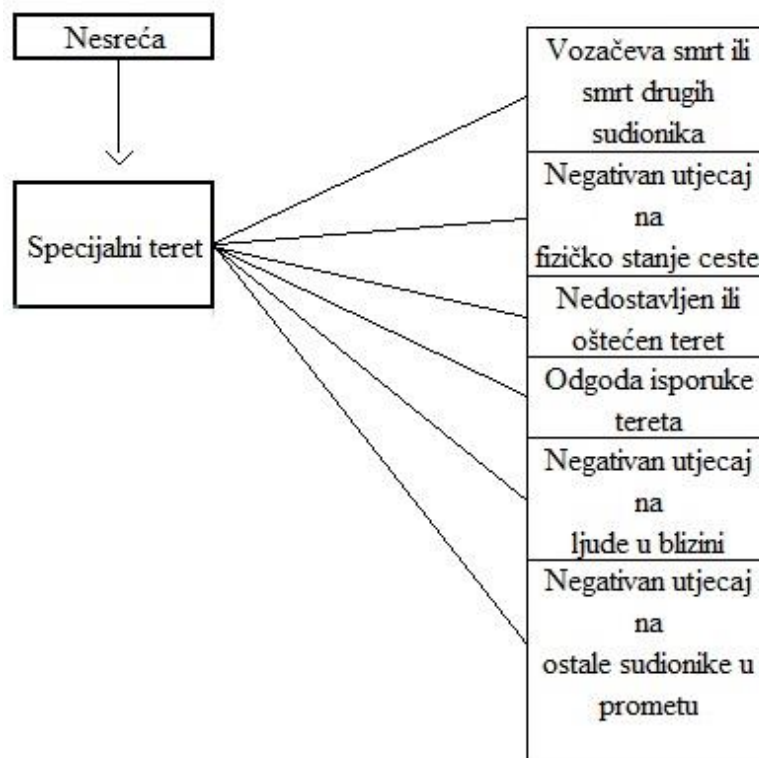 Nesreća
Specijalni teret
Vozačeva smrt ili
smrt drugih
sudionika
Negativan utjecaj
na
fizičko stanje ceste
Nedostavljen ili
oštećen teret
Odgoda isporuke
tereta
Negativan utjecaj
na
ljude u blizini
Negativan utjecaj
na
ostale sudionike u
prometu